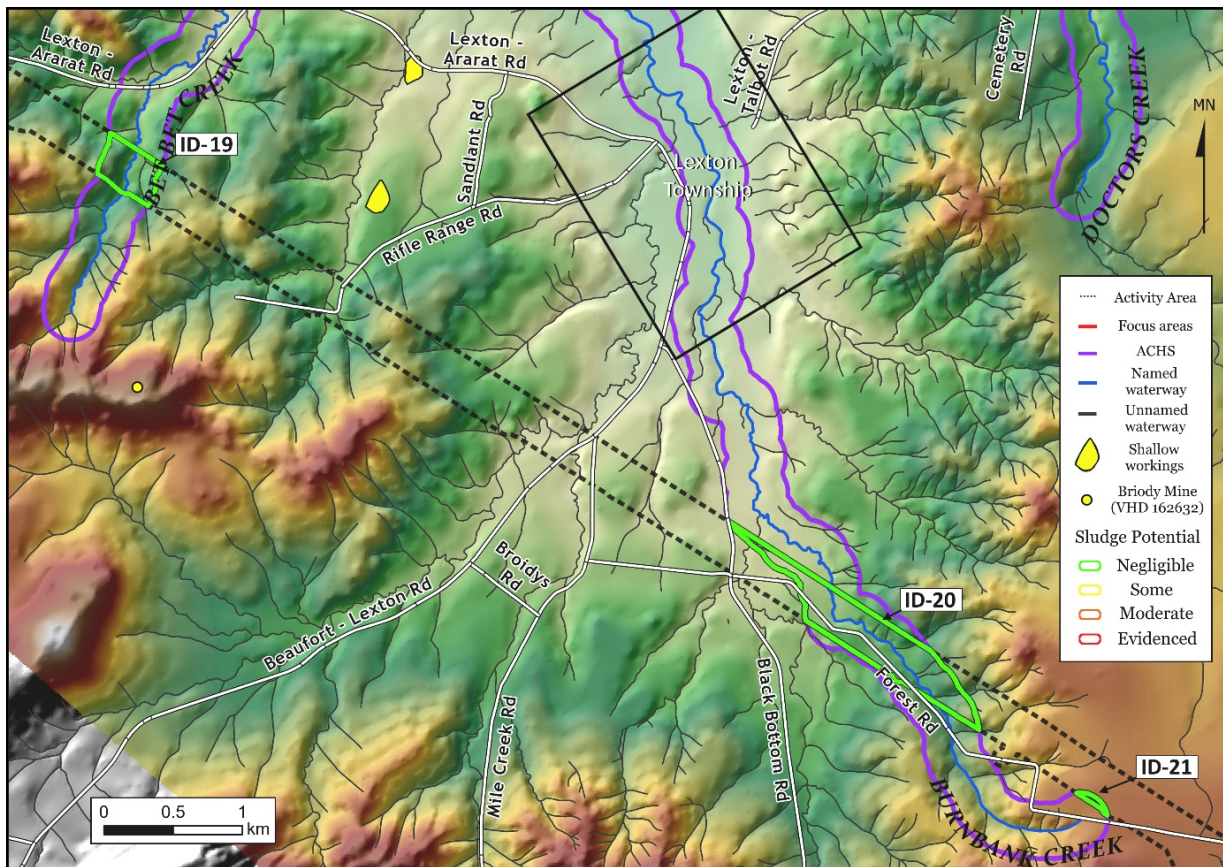 Lexton -
Ararat Rd
BET BET CREEK
ID-19
Lexton -
Ararat Rd
Sandlant Rd
Rifle Range Rd
Lexton -
Talbot Rd
Lexton
Township
Cemetery
Rd
DOCTORS CREEK
MN
Activity Area
Focus areas
ACHS
Named
waterway
Unnamed
waterway
Shallow
workings
Briody Mine
(VHD 162632)
Sludge Potential
Negligible
Some
Moderate
Evidenced
Broidys
Rd
Beaufort - Lexton Rd
Mile Creek Rd
Black Bottom Rd
Forest Rd
ID-20
ID-21
BURNBANK CREEK
0 0.5 1
km